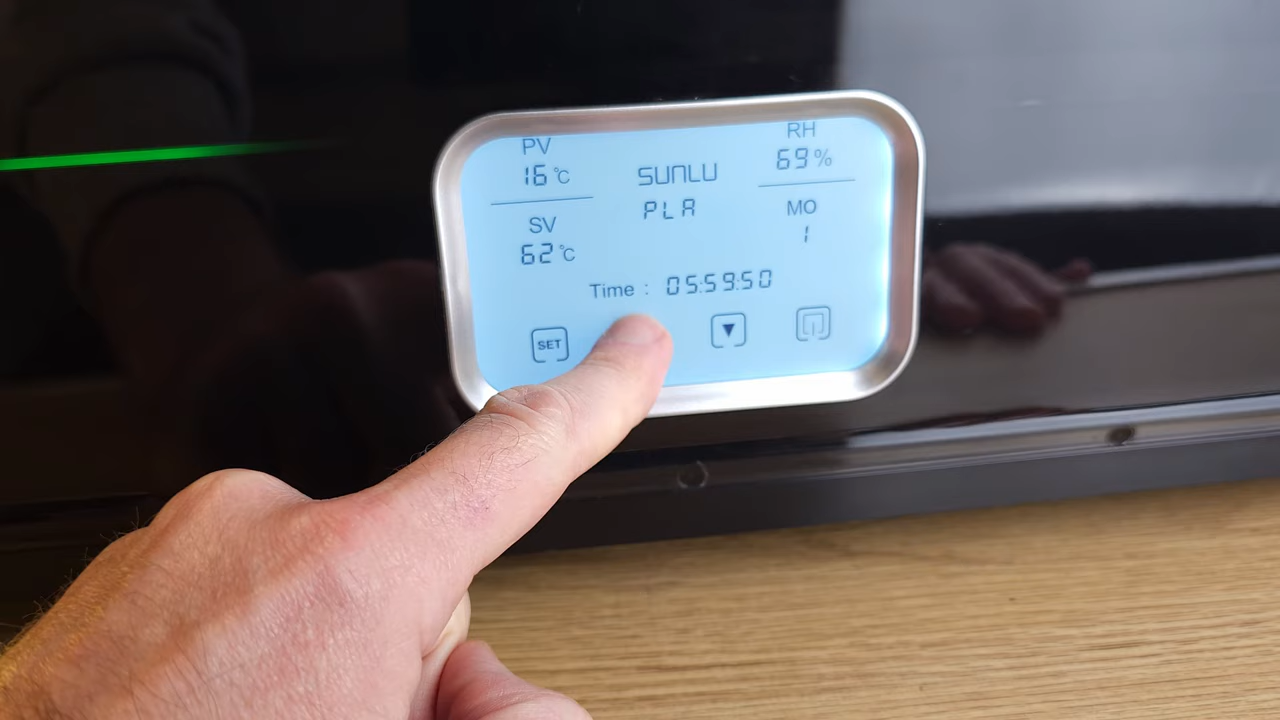 PV
16 °C
SV
62 °C
SUNLU
PLA
RH
69 %
MO
1
Time : 05:59:50
SET